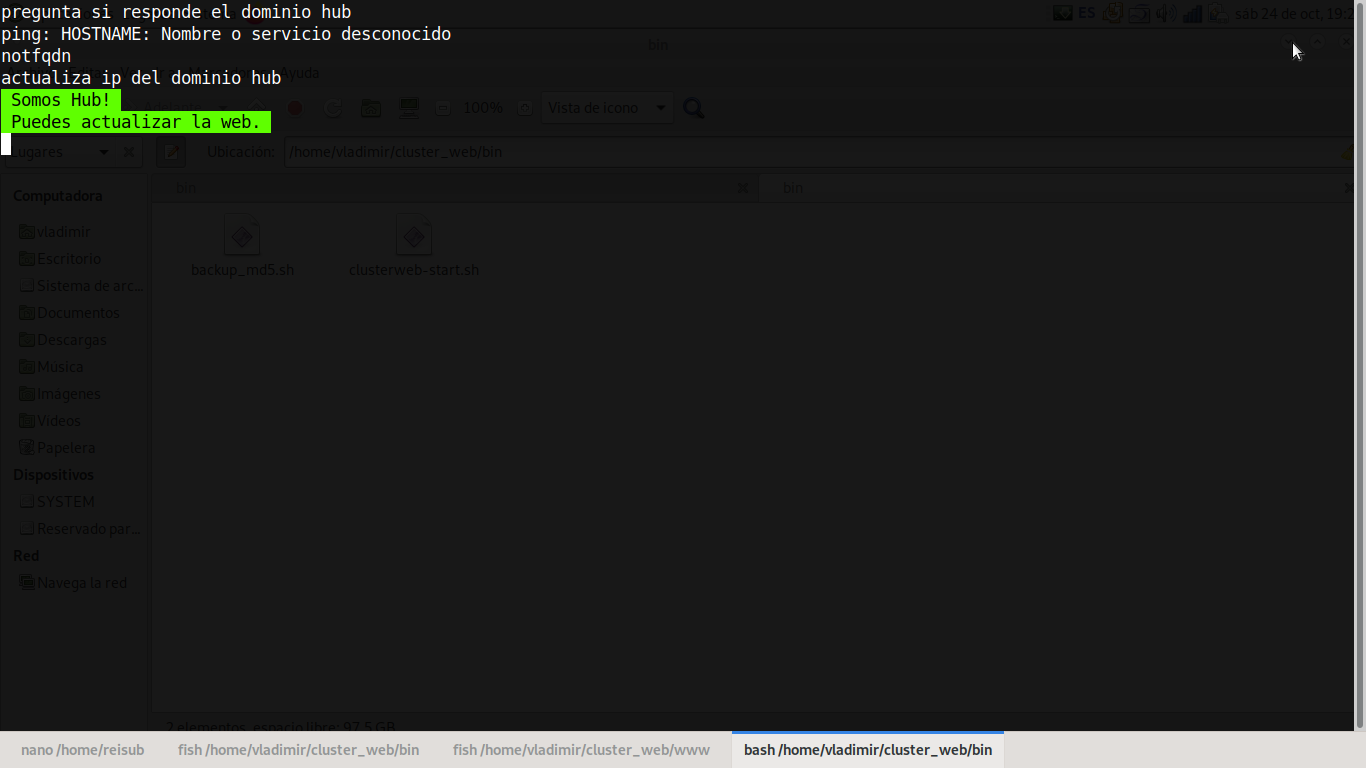 pregunta si responde el dominio hub
ping: HOSTNAME: Nombre o servicio desconocido
notfqdn
actualiza ip del dominio hub
Somos Hub!
Puedes actualizar la web.
ES
sáb 24 de oct, 19:2
bin
Ayuda
100%
Vista de icono
Lugares
Ubicación:
/home/vladimir/cluster_web/bin
bin
bin
Computadora
vladimir
Escritorio
Sistema de arc...
Documentos
Descargas
Música
Imágenes
Vídeos
Papelera
Dispositivos
SYSTEM
Reservado par...
Red
Navega la red
backup_md5.sh
clusterweb-start.sh
2 elementos, espacio libre: 97,5 GB
nano /home/reisub
fish /home/vladimir/cluster_web/bin
fish /home/vladimir/cluster_web/www
bash /home/vladimir/cluster_web/bin